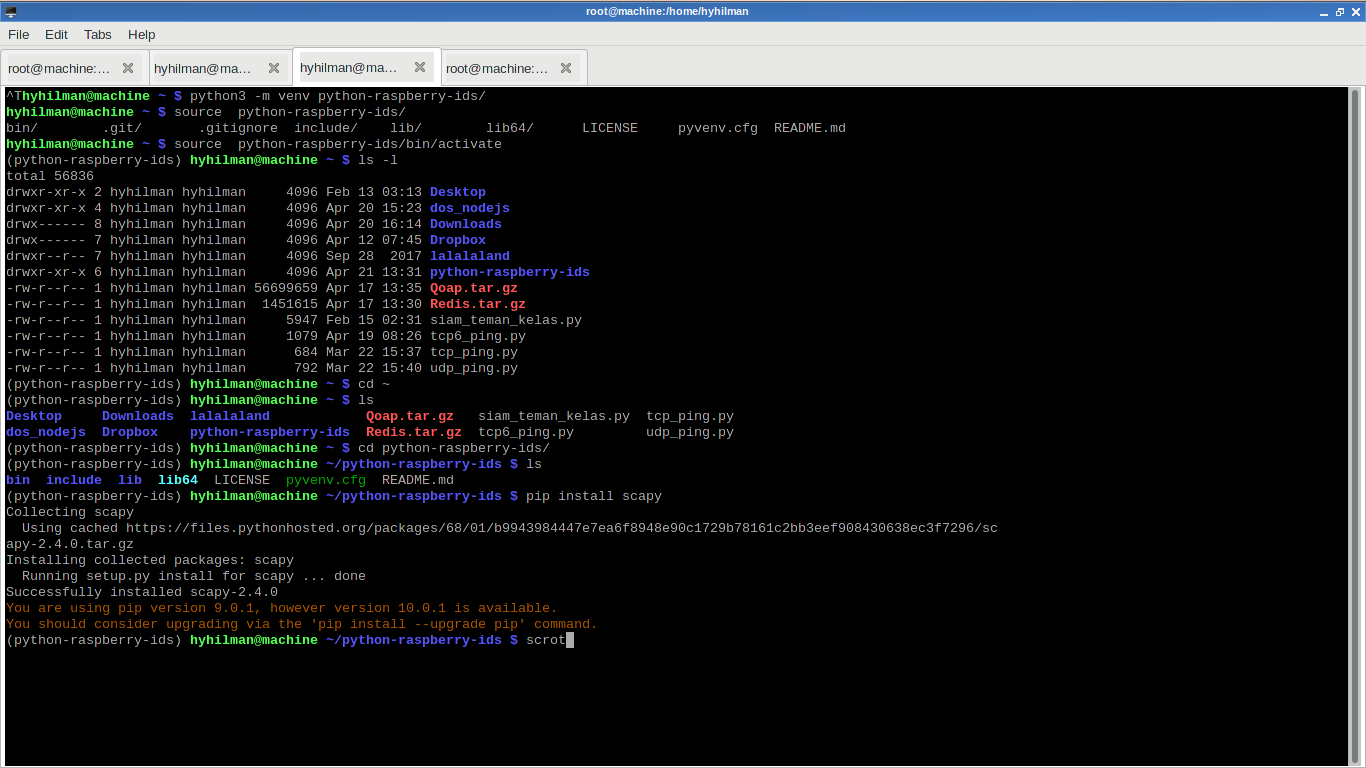 root@machine:/home/hyhilman
File Edit Tabs Help
root@machine:... hyhilman@ma... hyhilman@ma... root@machine:...
^Thyhilman@machine ~ $ python3 -m venv python-raspberry-ids/
hyhilman@machine ~ $ source  python-raspberry-ids/
bin/        .git/       .gitignore  include/    lib/        lib64/      LICENSE     pyvenv.cfg  README.md
hyhilman@machine ~ $ source  python-raspberry-ids/bin/activate
(python-raspberry-ids) hyhilman@machine ~ $ ls -l
total 56836
drwxr-xr-x 2 hyhilman hyhilman     4096 Feb 13 03:13 Desktop
drwxr-xr-x 4 hyhilman hyhilman     4096 Apr 20 15:23 dos_nodejs
drwx------ 8 hyhilman hyhilman     4096 Apr 20 16:14 Downloads
drwx------ 7 hyhilman hyhilman     4096 Apr 12 07:45 Dropbox
drwxr--r-- 7 hyhilman hyhilman     4096 Sep 28  2017 lalalaland
drwxr-xr-x 6 hyhilman hyhilman     4096 Apr 21 13:31 python-raspberry-ids
-rw-r--r-- 1 hyhilman hyhilman 56699659 Apr 17 13:35 Qoap.tar.gz
-rw-r--r-- 1 hyhilman hyhilman  1451615 Apr 17 13:30 Redis.tar.gz
-rw-r--r-- 1 hyhilman hyhilman     5947 Feb 15 02:31 siam_teman_kelas.py
-rw-r--r-- 1 hyhilman hyhilman     1079 Apr 19 08:26 tcp6_ping.py
-rw-r--r-- 1 hyhilman hyhilman      684 Mar 22 15:37 tcp_ping.py
-rw-r--r-- 1 hyhilman hyhilman      792 Mar 22 15:40 udp_ping.py
(python-raspberry-ids) hyhilman@machine ~ $ cd ~
(python-raspberry-ids) hyhilman@machine ~ $ ls
Desktop     Downloads  lalalaland            Qoap.tar.gz   siam_teman_kelas.py  tcp_ping.py
dos_nodejs  Dropbox    python-raspberry-ids  Redis.tar.gz  tcp6_ping.py         udp_ping.py
(python-raspberry-ids) hyhilman@machine ~ $ cd python-raspberry-ids/
(python-raspberry-ids) hyhilman@machine ~/python-raspberry-ids $ ls
bin  include  lib  lib64  LICENSE  pyvenv.cfg  README.md
(python-raspberry-ids) hyhilman@machine ~/python-raspberry-ids $ pip install scapy
Collecting scapy
  Using cached https://files.pythonhosted.org/packages/68/01/b9943984447e7ea6f8948e90c1729b78161c2bb3eef908430638ec3f7296/sc
apy-2.4.0.tar.gz
Installing collected packages: scapy
  Running setup.py install for scapy ... done
Successfully installed scapy-2.4.0
You are using pip version 9.0.1, however version 10.0.1 is available.
You should consider upgrading via the 'pip install --upgrade pip' command.
(python-raspberry-ids) hyhilman@machine ~/python-raspberry-ids $ scrot